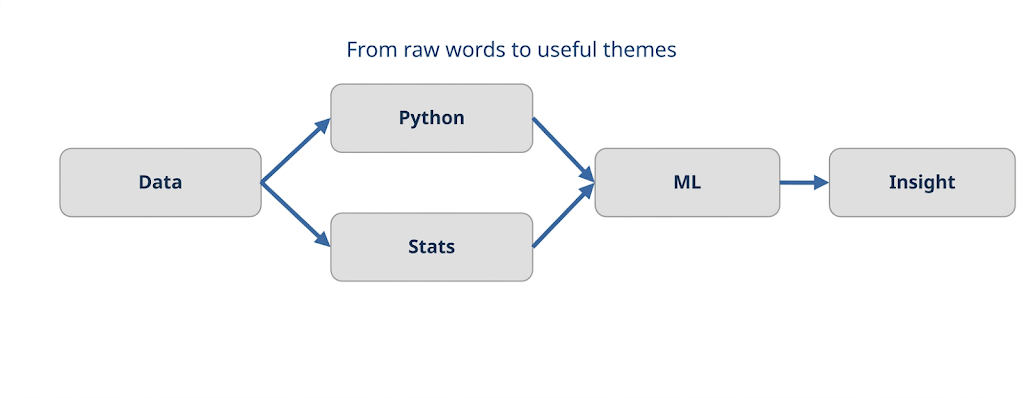 From raw words to useful themes
Python
Data
ML
Insight
Stats